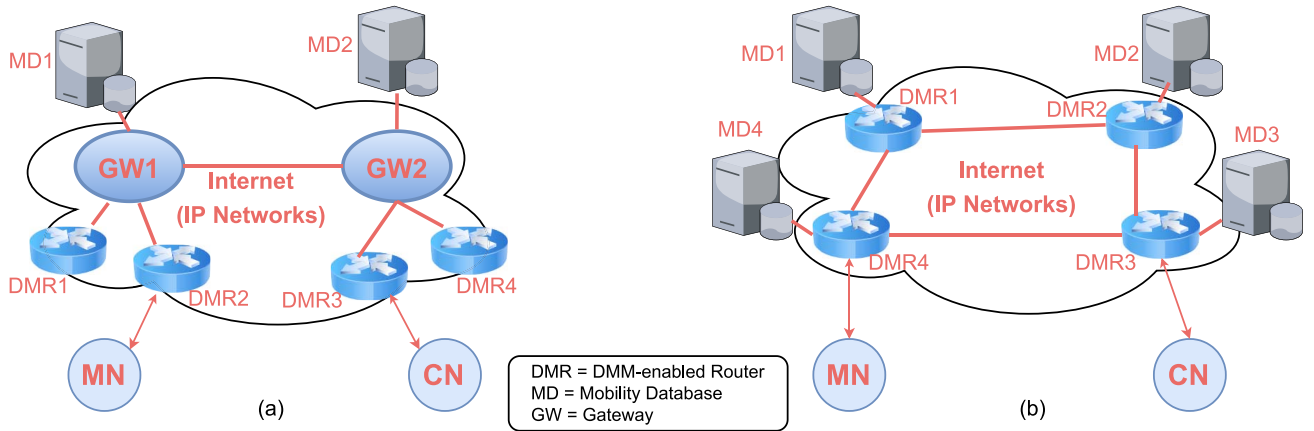 MD1
MD2
GW1
GW2
Internet
(IP Networks)
DMR1
DMR2
DMR3
DMR4
MN
CN
(a)
MD1
MD2
DMR1
DMR2
MD4
MD3
Internet
(IP Networks)
DMR4
DMR3
MN
CN
(b)
DMR = DMM-enabled Router
MD = Mobility Database
GW = Gateway